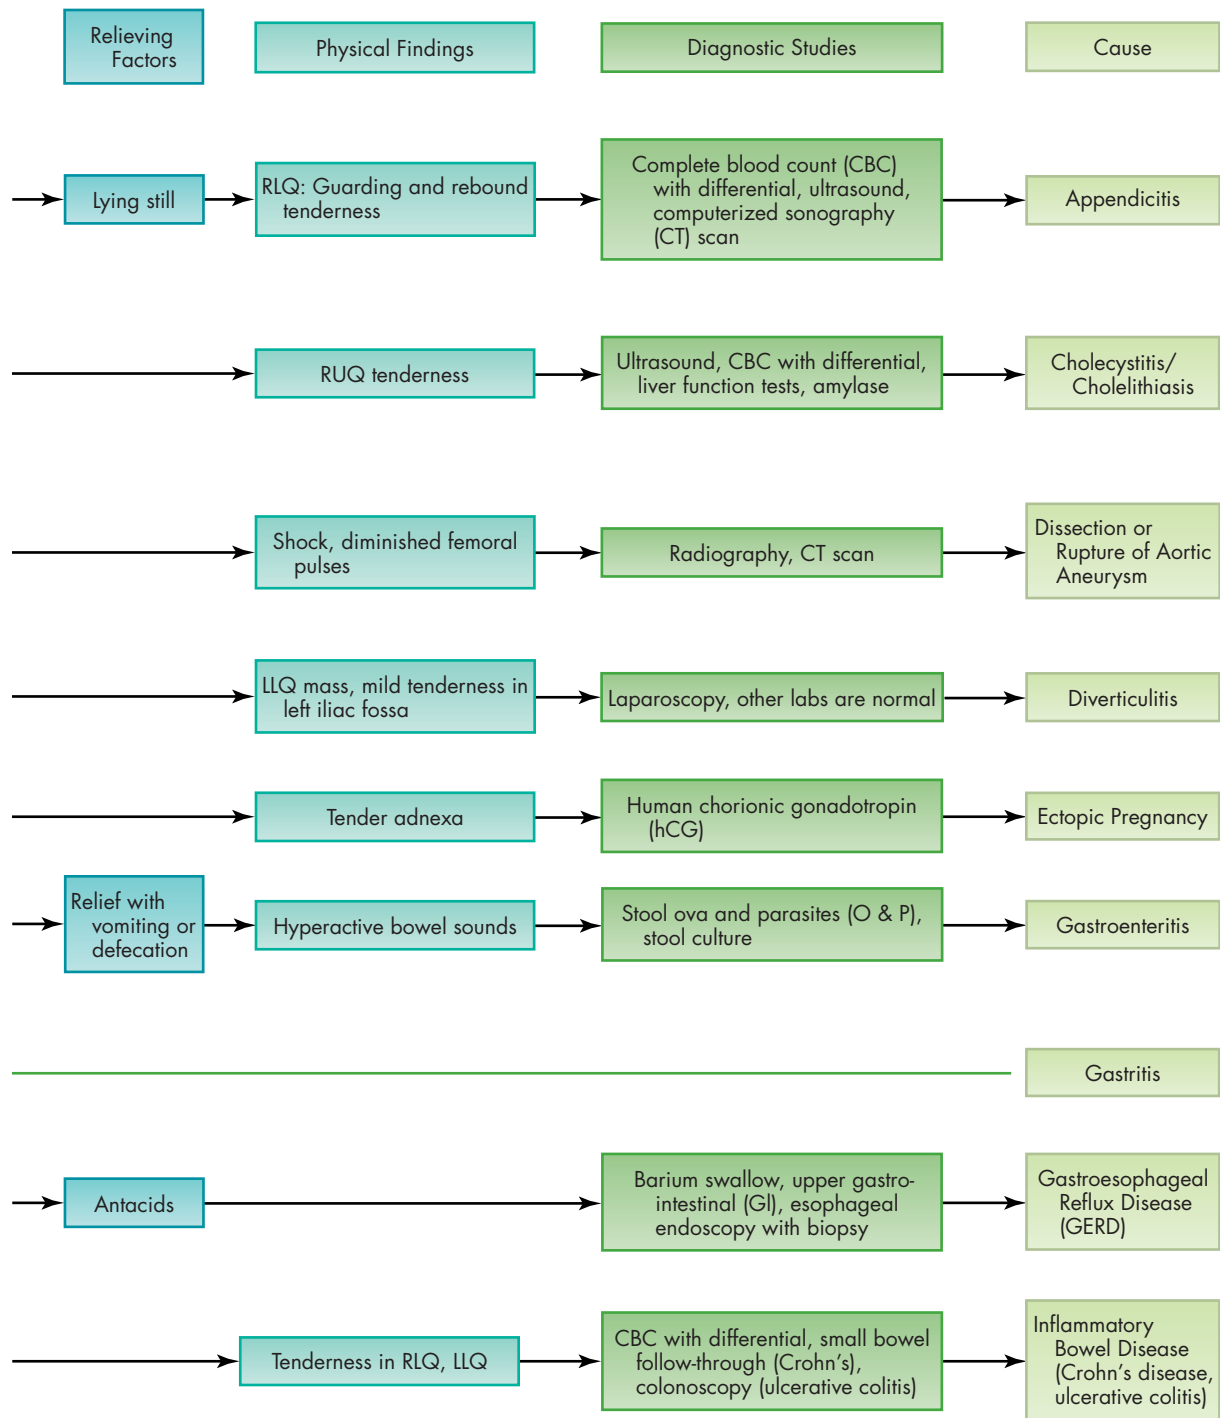 Relieving
Factors
Physical Findings
Diagnostic Studies
Cause
Lying still
RLQ: Guarding and rebound
tenderness
Complete blood count (CBC)
with differential, ultrasound,
computerized sonography
(CT) scan
Appendicitis
RUQ tenderness
Ultrasound, CBC with differential,
liver function tests, amylase
Cholecystitis/
Cholelithiasis
Shock, diminished femoral
pulses
Radiography, CT scan
Dissection or
Rupture of Aortic
Aneurysm
LLQ mass, mild tenderness in
left iliac fossa
Laparoscopy, other labs are normal
Diverticulitis
Tender adnexa
Human chorionic gonadotropin
(hCG)
Ectopic Pregnancy
Relief with
vomiting or
defecation
Hyperactive bowel sounds
Stool ova and parasites (O & P),
stool culture
Gastroenteritis
Gastritis
Antacids
Barium swallow, upper gastro-
intestinal (GI), esophageal
endoscopy with biopsy
Gastroesophageal
Reflux Disease
(GERD)
Tenderness in RLQ, LLQ
CBC with differential, small bowel
follow-through (Crohn's),
colonoscopy (ulcerative colitis)
Inflammatory
Bowel Disease
(Crohn's disease,
ulcerative colitis)